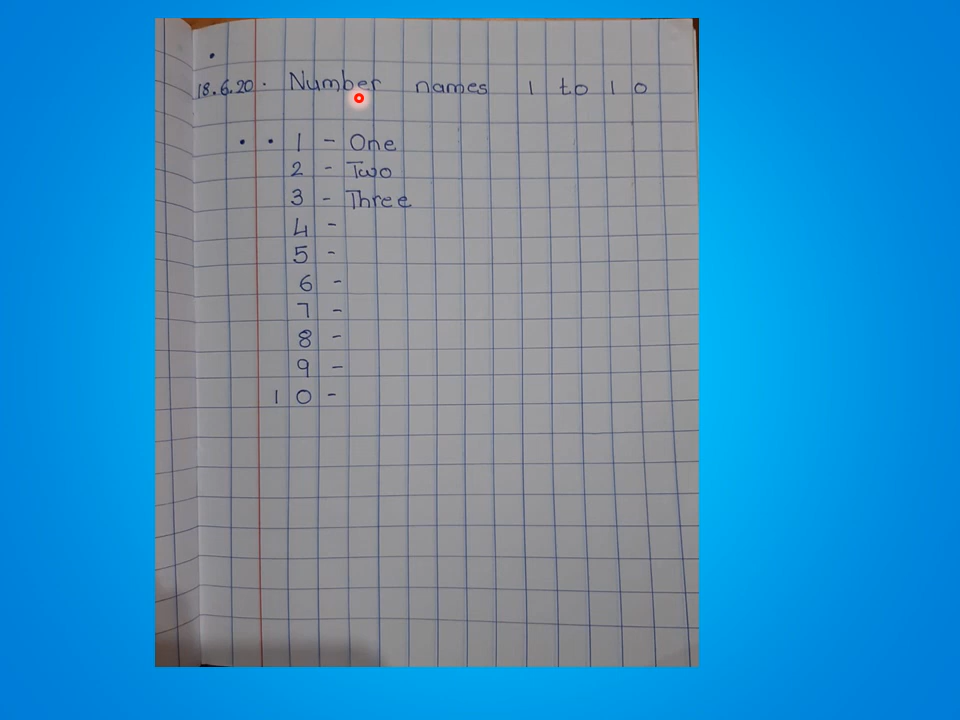 18.6.20. Number names 1 to 10
1 - One
2 - Two
3 - Three
4 -
5 -
6 -
7 -
8 -
9 -
10 -